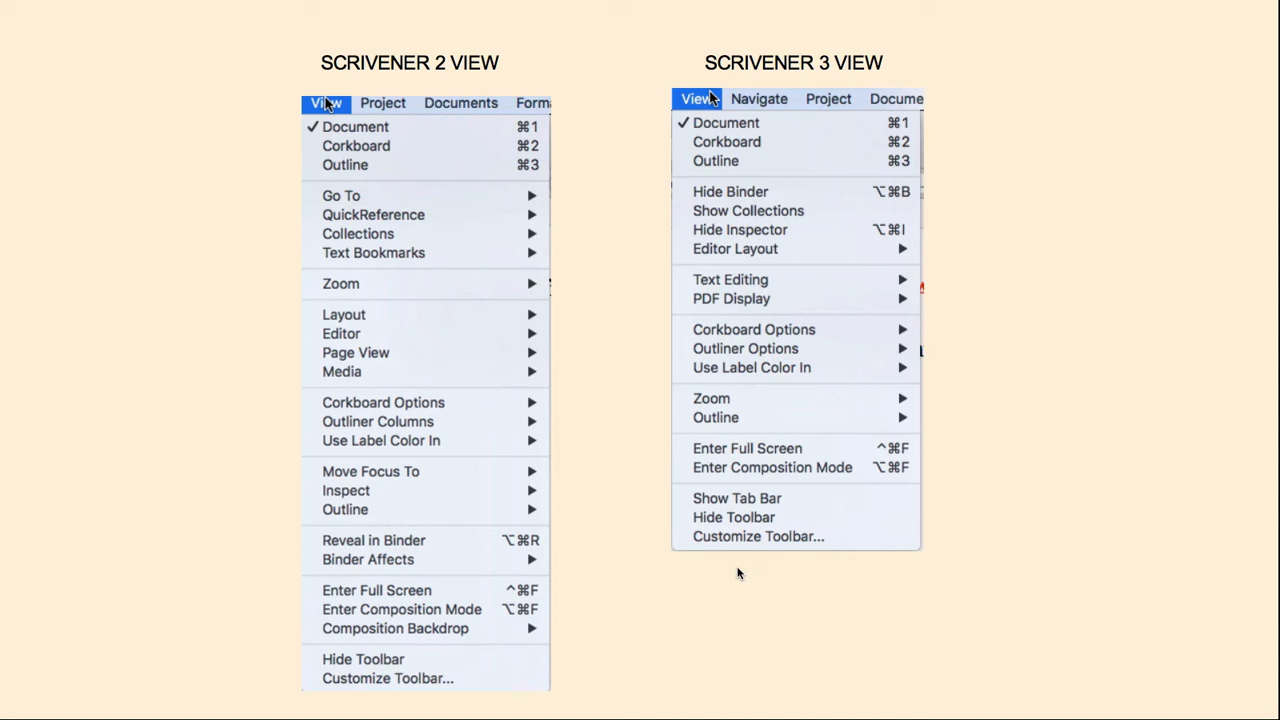 SCRIVENER 2 VIEW
View Project Documents Forma
✓ Document ⌘1
Corkboard ⌘2
Outline ⌘3
Go To ▶
QuickReference ▶
Collections ▶
Text Bookmarks ▶
Zoom ▶
Layout ▶
Editor ▶
Page View ▶
Media ▶
Corkboard Options ▶
Outliner Columns ▶
Use Label Color In ▶
Move Focus To ▶
Inspect ▶
Outline ▶
Reveal in Binder ⌥⌘R
Binder Affects ▶
Enter Full Screen ^⌘F
Enter Composition Mode ⌥⌘F
Composition Backdrop ▶
Hide Toolbar
Customize Toolbar...
SCRIVENER 3 VIEW
View Navigate Project Docume
✓ Document ⌘1
Corkboard ⌘2
Outline ⌘3
Hide Binder ⌥⌘B
Show Collections
Hide Inspector ⌥⌘I
Editor Layout ▶
Text Editing ▶
PDF Display ▶
Corkboard Options ▶
Outliner Options ▶
Use Label Color In ▶
Zoom ▶
Outline ▶
Enter Full Screen ^⌘F
Enter Composition Mode ⌥⌘F
Show Tab Bar
Hide Toolbar
Customize Toolbar...